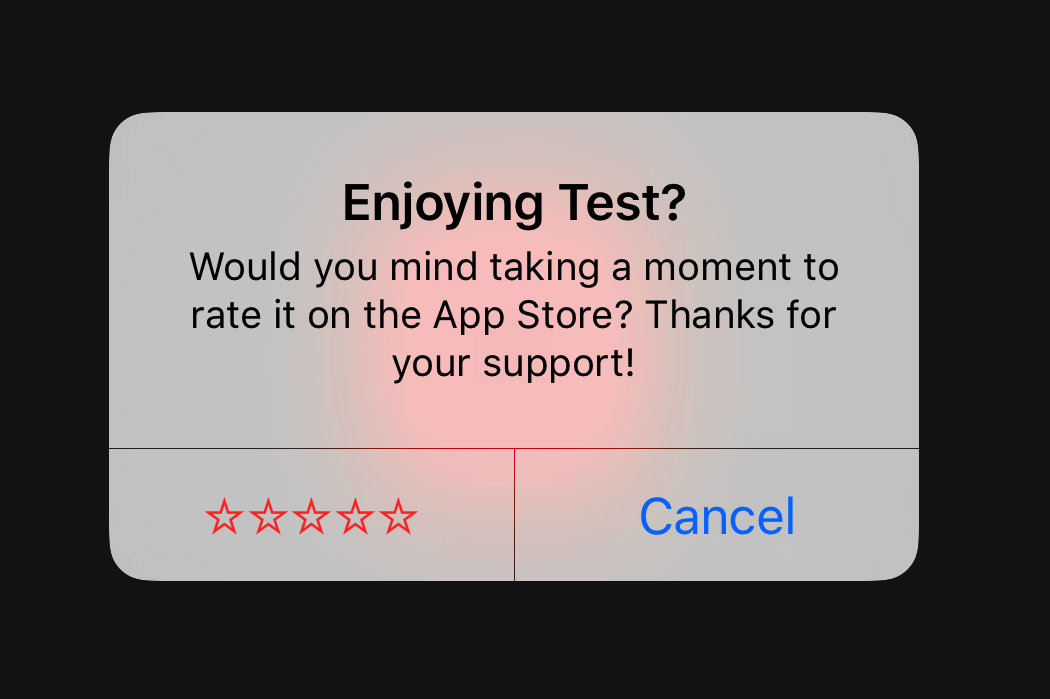 Enjoying Test?
Would you mind taking a moment to
rate it on the App Store? Thanks for
your support!
☆☆☆☆☆ Cancel